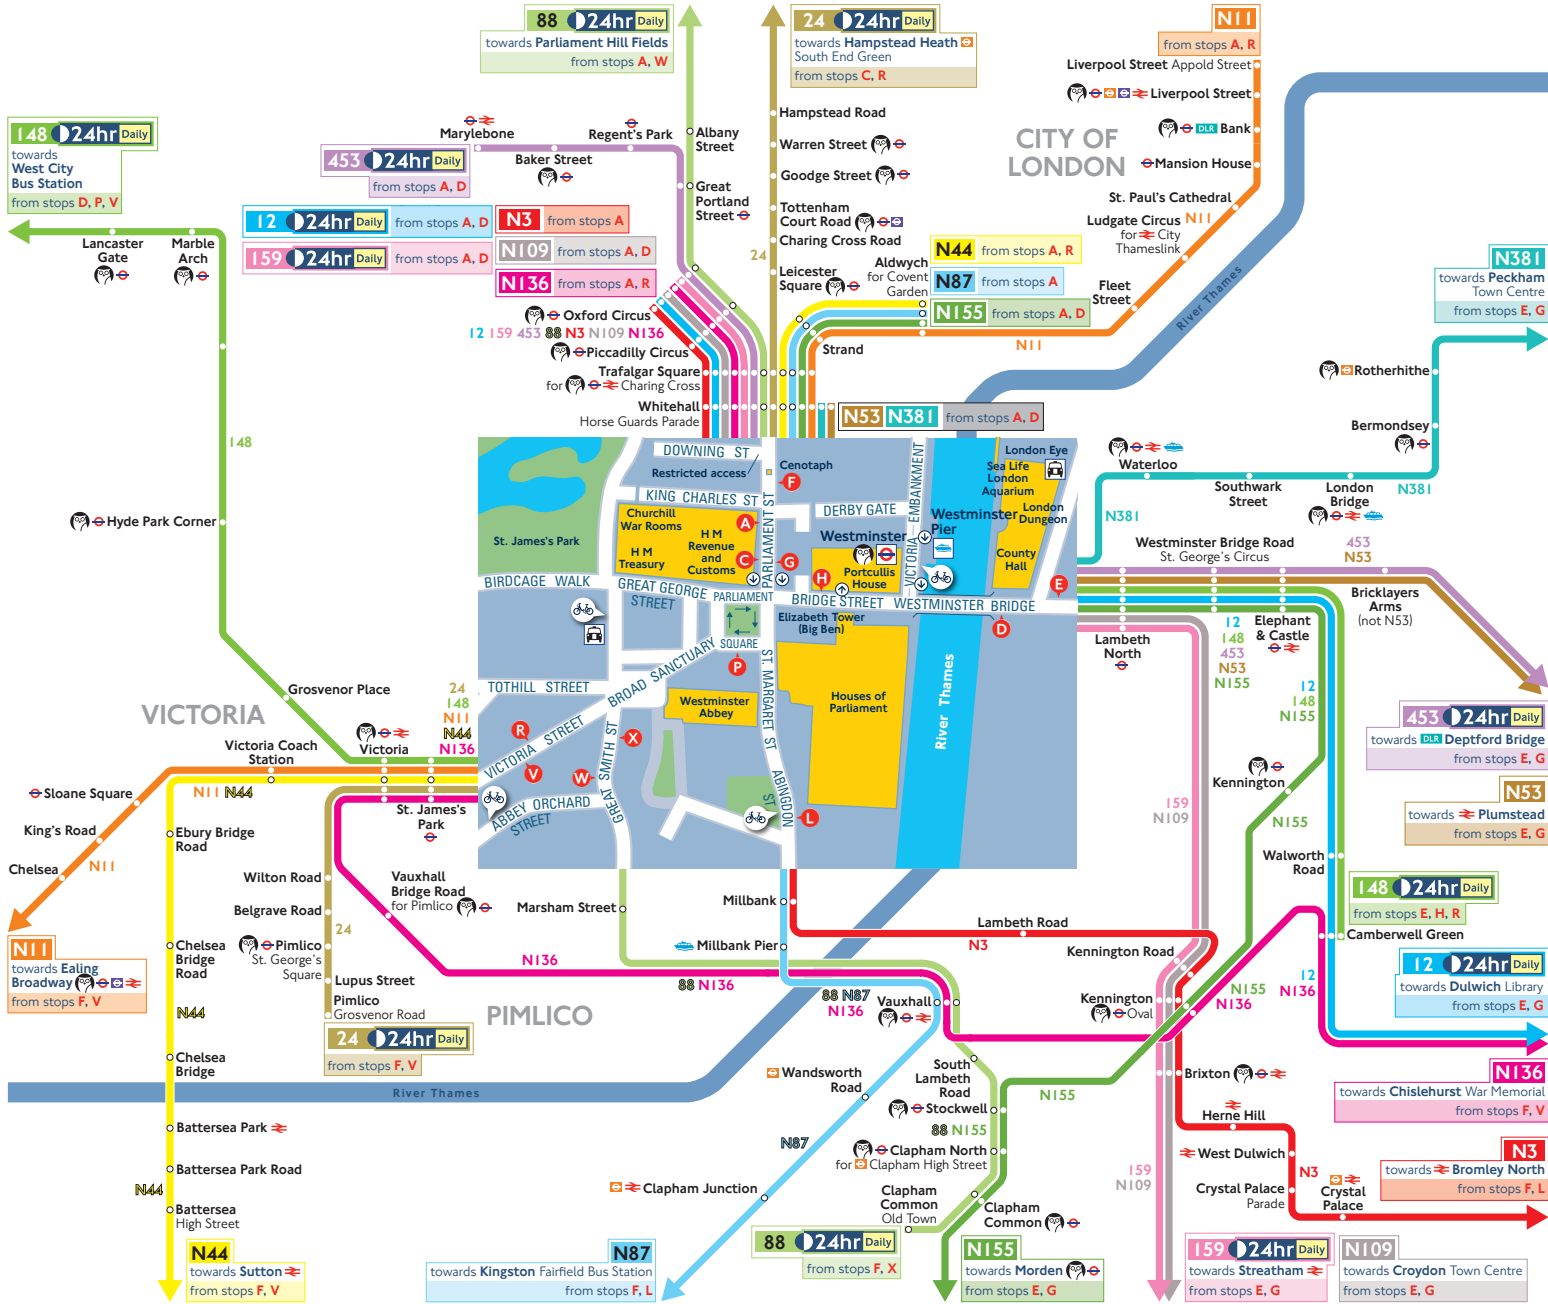 88 24hr Daily
towards Parliament Hill Fields
from stops A, W
24 24hr Daily
towards Hampstead Heath
South End Green
from stops C, R
N11
from stops A, R
Liverpool Street Appold Street
Liverpool Street
DLR Bank
Mansion House
St. Paul's Cathedral
Ludgate Circus
for City
Thameslink
N11
Fleet
Street
CITY OF
LONDON
River Thames
148 24hr Daily
towards
West City
Bus Station
from stops D, P, V
Lancaster
Gate
Marble
Arch
148
Hyde Park Corner
Grosvenor Place
Marylebone
Baker Street
Regent's Park
453 24hr Daily
from stops A, D
12 24hr Daily
from stops A, D
159 24hr Daily
from stops A, D
N3 from stops A
N109 from stops A, D
N136 from stops A, R
Albany
Street
Great
Portland
Street
Hampstead Road
Warren Street
Goodge Street
Tottenham
Court Road
Charing Cross Road
24
Leicester
Square
Aldwych
for Covent
Garden
N44 from stops A, R
N87 from stops A
N155 from stops A, D
N11
Strand
Oxford Circus
12 159 453 88 N3 N109 N136
Piccadilly Circus
Trafalgar Square
for Charing Cross
Whitehall
Horse Guards Parade
N53 N381 from stops A, D
N381
towards Peckham
Town Centre
from stops E, G
Rotherhithe
Bermondsey
Waterloo
Southwark
Street
London
Bridge
N381
N381
Westminster Bridge Road
St. George's Circus
453
N53
Bricklayers
Arms
(not N53)
Lambeth
North
12
148
453
N53
N155
Elephant
& Castle
12
148
N155
453 24hr Daily
towards DLR Deptford Bridge
from stops E, G
N53
towards Plumstead
from stops E, G
Kennington
N155
159
N109
Walworth
Road
148 24hr Daily
from stops E, H, R
Camberwell Green
12 24hr Daily
towards Dulwich Library
from stops E, G
12
N136
N136
towards Chislehurst War Memorial
from stops F, V
N3
towards Bromley North
from stops F, L
DOWNING ST
Restricted access
Cenotaph
F
KING CHARLES ST
Churchill
War Rooms
H M
Treasury
H M
Revenue
and
Customs
A
C
G
PARLIAMENT ST
DERBY GATE
Westminster
Portcullis
House
H
VICTORIA EMBANKMENT
Westminster
Pier
London Eye
Sea Life
London
Aquarium
London
Dungeon
County
Hall
E
D
St. James's Park
BIRDCAGE WALK
GREAT GEORGE
STREET
PARLIAMENT
SQUARE
BRIDGE STREET
WESTMINSTER BRIDGE
Elizabeth Tower
(Big Ben)
P
BROAD SANCTUARY
ST. MARGARET ST
Houses of
Parliament
River Thames
TOTHILL STREET
Westminster
Abbey
VICTORIA STREET
R
V
W
X
GREAT SMITH ST
ABBEY ORCHARD
STREET
ABINGDON
ST
L
VICTORIA
24
148
N11
N44
N136
Victoria Coach
Station
Victoria
St. James's
Park
Sloane Square
King's Road
Chelsea
N11 N44
N11
N11
towards Ealing
Broadway
from stops F, V
Ebury Bridge
Road
Chelsea
Bridge
Road
N44
Chelsea
Bridge
Battersea Park
Battersea Park Road
N44
Battersea
High Street
N44
towards Sutton
from stops F, V
Wilton Road
Belgrave Road
24
Pimlico
St. George's
Square
Lupus Street
Pimlico
Grosvenor Road
24 24hr Daily
from stops F, V
River Thames
Vauxhall
Bridge Road
for Pimlico
N136
PIMLICO
Marsham Street
Millbank
Millbank Pier
88 N136
88 N87
N136
Vauxhall
Lambeth Road
N3
Kennington Road
Kennington
Oval
N155
N136
Wandsworth
Road
N87
Clapham Junction
N87
towards Kingston Fairfield Bus Station
from stops F, L
South
Lambeth
Road
Stockwell
88 N155
N155
Clapham North
for Clapham High Street
Clapham
Common
Old Town
Clapham
Common
88 24hr Daily
from stops F, X
N155
towards Morden
from stops E, G
Brixton
Herne Hill
West Dulwich
Crystal Palace
Parade
N3
Crystal
Palace
159
N109
159 24hr Daily
towards Streatham
from stops E, G
N109
towards Croydon Town Centre
from stops E, G